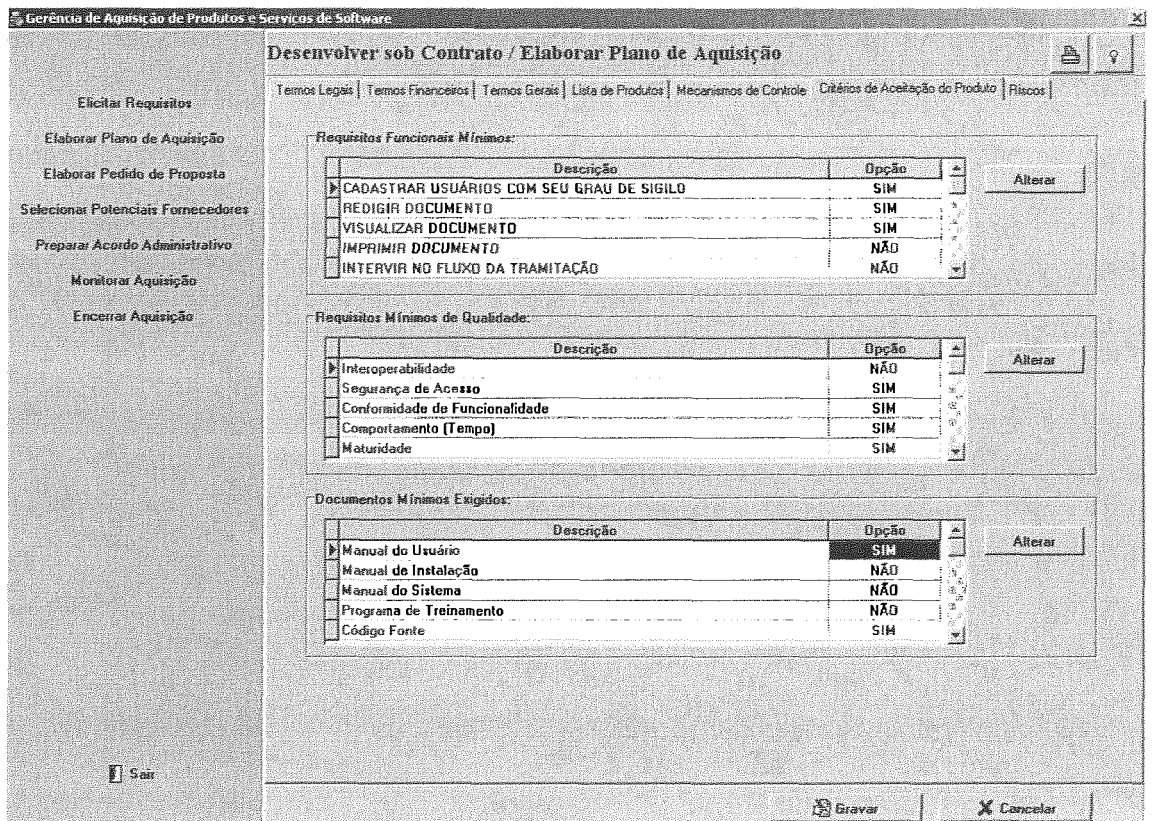 Gerência de Aquisição de Produtos e Serviços de Software
Desenvolver sob Contrato / Elaborar Plano de Aquisição
Termos Legais Termos Financeiros Termos Gerais Lista de Produtos Mecanismos de Controle Critérios de Aceitação do Produto Riscos
Elicitar Requisitos
Elaborar Plano de Aquisição
Elaborar Pedido de Proposta
Selecionar Potenciais Fornecedores
Preparar Acordo Administrativo
Monitorar Aquisição
Encerrar Aquisição
Sair
Requisitos Funcionais Mínimos:
Descrição Opção
CADASTRAR USUÁRIOS COM SEU GRAU DE SIGILO SIM
REDIGIR DOCUMENTO SIM
VISUALIZAR DOCUMENTO SIM
IMPRIMIR DOCUMENTO NÃO
INTERVIR NO FLUXO DA TRAMITAÇÃO NÃO
Alterar
Requisitos Mínimos de Qualidade:
Descrição Opção
Interoperabilidade NÃO
Segurança de Acesso SIM
Conformidade de Funcionalidade SIM
Comportamento (Tempo) SIM
Maturidade SIM
Alterar
Documentos Mínimos Exigidos:
Descrição Opção
Manual do Usuário SIM
Manual de Instalação NÃO
Manual do Sistema NÃO
Programa de Treinamento NÃO
Código Fonte SIM
Alterar
Gravar Cancelar